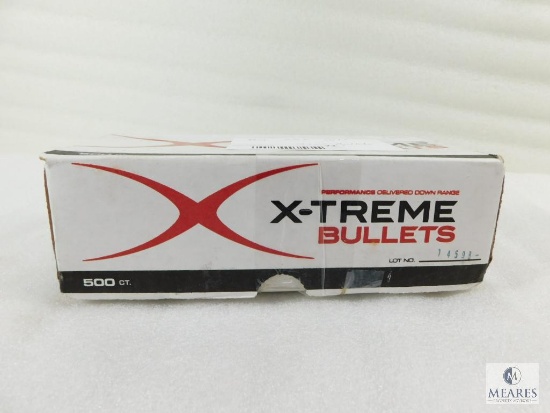 PERFORMANCE DELIVERED DOWN RANGE
X-TREME
BULLETS
LOT NO.
500 CT.
MEARES